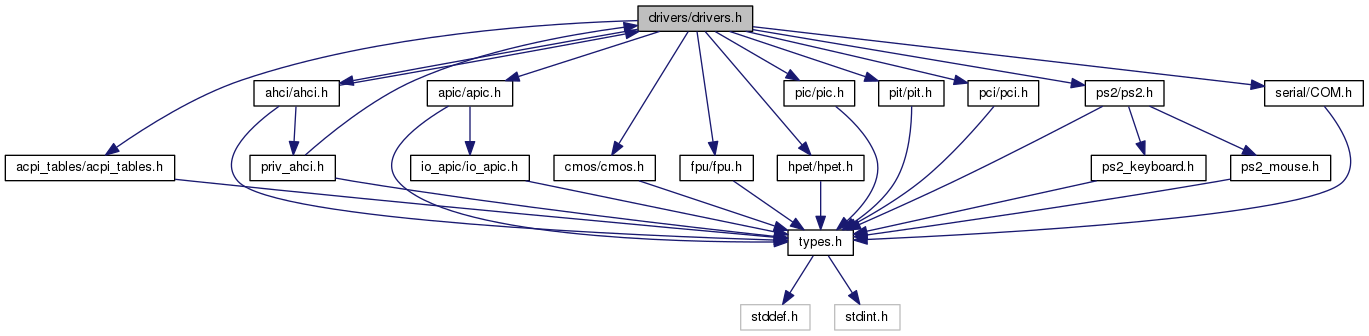 drivers/drivers.h
ahci/ahci.h
apic/apic.h
pic/pic.h
pit/pit.h
pci/pci.h
ps2/ps2.h
serial/COM.h
acpi_tables/acpi_tables.h
priv_ahci.h
io_apic/io_apic.h
cmos/cmos.h
fpu/fpu.h
hpet/hpet.h
ps2_keyboard.h
ps2_mouse.h
types.h
stddef.h
stdint.h